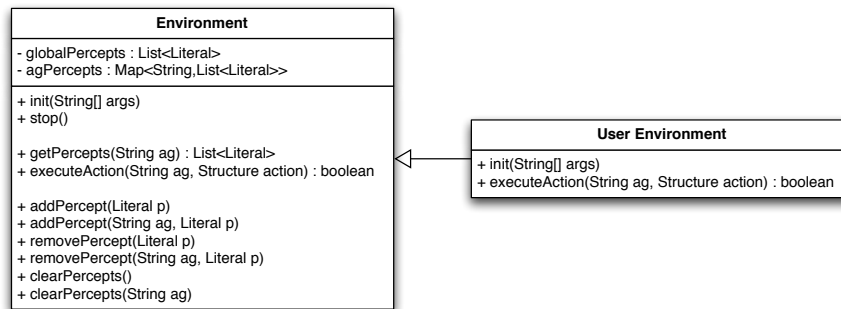 Environment
- globalPercepts : List<Literal>
- agPercepts : Map<String,List<Literal>>
+ init(String[] args)
+ stop()
+ getPercepts(String ag) : List<Literal>
+ executeAction(String ag, Structure action) : boolean
+ addPercept(Literal p)
+ addPercept(String ag, Literal p)
+ removePercept(Literal p)
+ removePercept(String ag, Literal p)
+ clearPercepts()
+ clearPercepts(String ag)
User Environment
+ init(String[] args)
+ executeAction(String ag, Structure action) : boolean